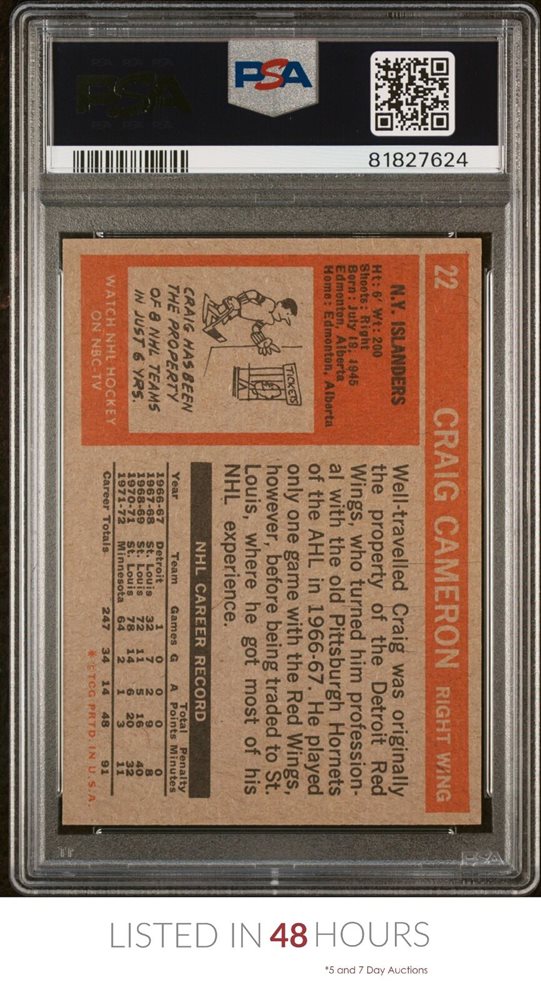 PSA
PSA
81827624
22 CRAIG CAMERON RIGHT WING
N.Y. ISLANDERS
Ht: 6' Wt: 200
Shoots: Right
Born: July 19, 1945
Edmonton, Alberta
Home: Edmonton, Alberta
TICKETS
CRAIG HAS BEEN
THE PROPERTY
OF 8 NHL TEAMS
IN JUST 6 YRS.
WATCH NHL HOCKEY
ON NBC-TV
Well-travelled Craig was originally
the property of the Detroit Red
Wings, who turned him profession-
al with the old Pittsburgh Hornets
of the AHL in 1966-67. He played
only one game with the Red Wings,
however, before being traded to St.
Louis, where he got most of his
NHL experience.
NHL CAREER RECORD
Year Team Games G A Total Points Penalty Minutes
1966-67 Detroit 1 0 0 0 0
1967-68 St. Louis 32 7 2 9 8
1968-69 St. Louis 72 11 5 16 40
1970-71 St. Louis 78 14 6 20 32
1971-72 Minnesota 64 2 1 3 11
Career Totals 247 34 14 48 91
* ©TCG PRTD. IN U.S.A.
PSA
LISTED IN 48 HOURS
*5 and 7 Day Auctions